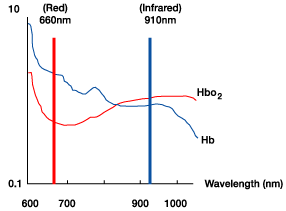 10
(Red)
660nm
(Infrared)
910nm
Hbo2
Hb
0.1
Wavelength (nm)
600 700 900 1000